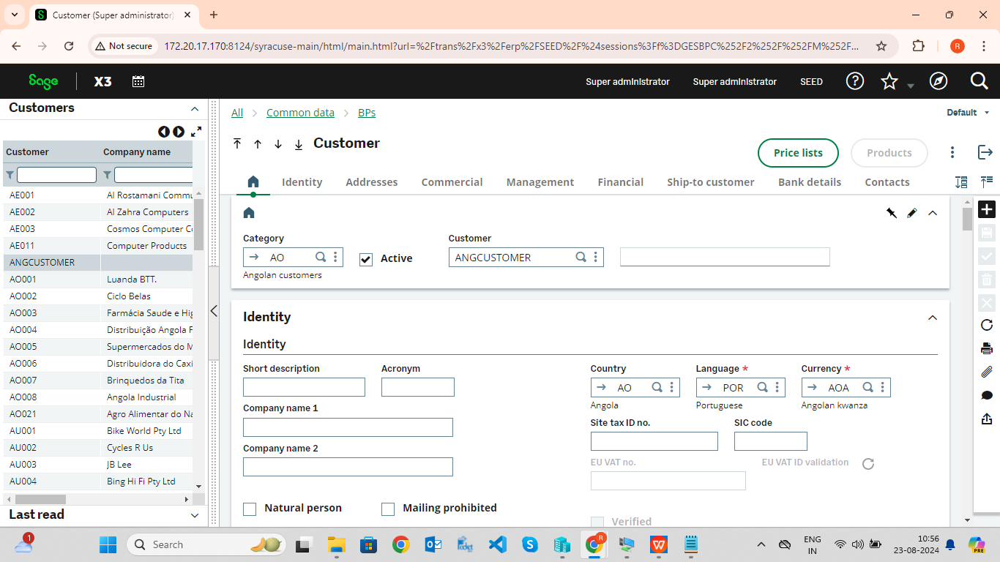 Customer (Super administrator)
Not secure
172.20.17.170:8124/syracuse-main/html/main.html?url=%2Ftrans%2Fx3%2Ferp%2FSEED%2F%24sessions%3Ff%3DGESBPC%252F2%252F%252FM%252F...
R
Sage X3
Super administrator Super administrator SEED
Customers
Customer Company name
AE001 Al Rostamani Commu
AE002 Al Zahra Computers
AE003 Cosmos Computer Co
AE011 Computer Products
ANGCUSTOMER
AO001 Luanda BTT.
AO002 Ciclo Belas
AO003 Farmácia Saude e Hig
AO004 Distribuição Angola F
AO005 Supermercados do M
AO006 Distribuidora do Caxi
AO007 Brinquedos da Tita
AO008 Angola Industrial
AO021 Agro Alimentar do Na
AU001 Bike World Pty Ltd
AU002 Cycles R Us
AU003 JB Lee
AU004 Bing Hi Fi Pty Ltd
Last read
All Common data BPs
Default
Customer
Price lists Products
Identity Addresses Commercial Management Financial Ship-to customer Bank details Contacts
Category Customer
AO Active ANGCUSTOMER
Angolan customers
Identity
Identity
Short description Acronym Country Language * Currency *
AO POR AOA
Angola Portuguese Angolan kwanza
Company name 1
Site tax ID no. SIC code
Company name 2
EU VAT no. EU VAT ID validation
Natural person Mailing prohibited
Verified
1
Search
R
ENG
IN
10:56
23-08-2024
PRE